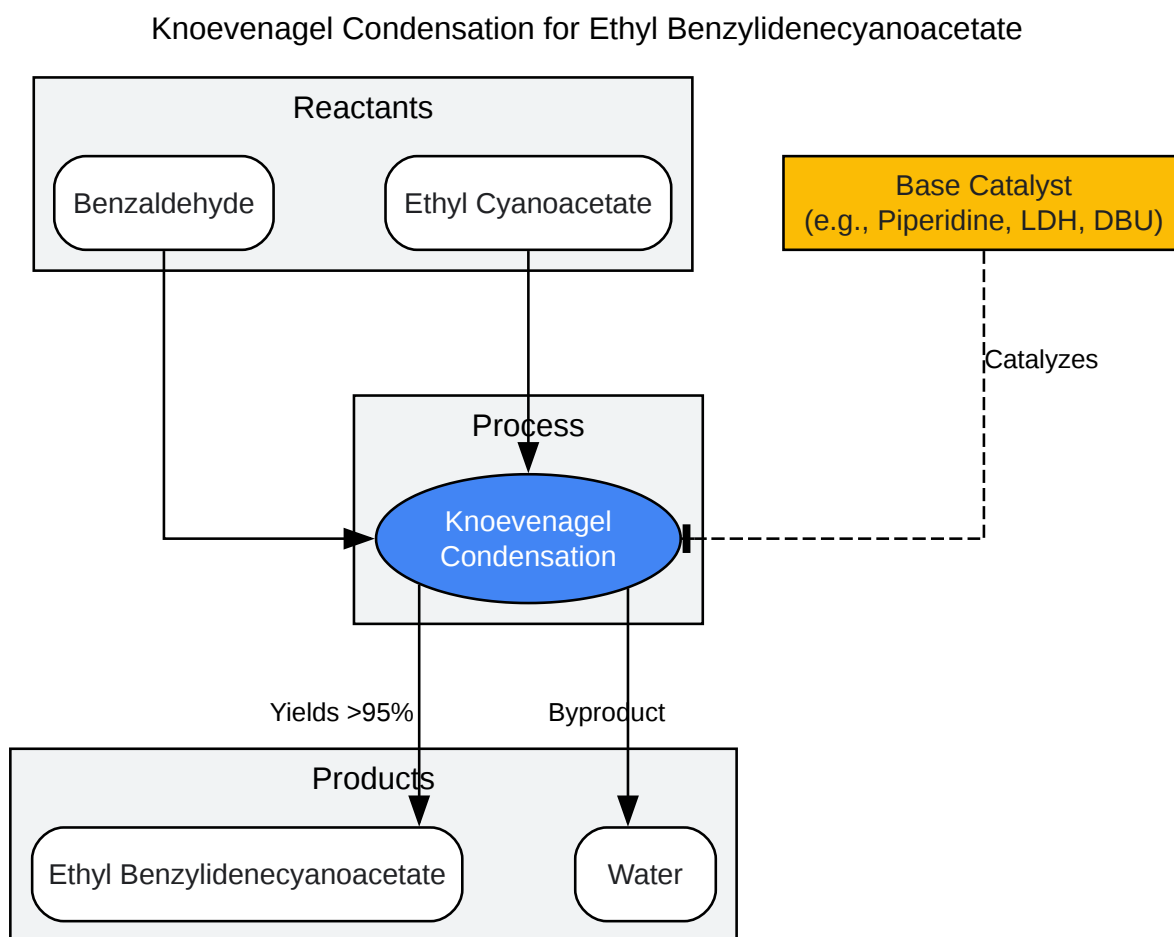 Knoevenagel Condensation for Ethyl Benzylidenecyanoacetate
Reactants
Benzaldehyde
Ethyl Cyanoacetate
Base Catalyst
(e.g., Piperidine, LDH, DBU)
Catalyzes
Process
Knoevenagel
Condensation
Yields >95%
Byproduct
Products
Ethyl Benzylidenecyanoacetate
Water